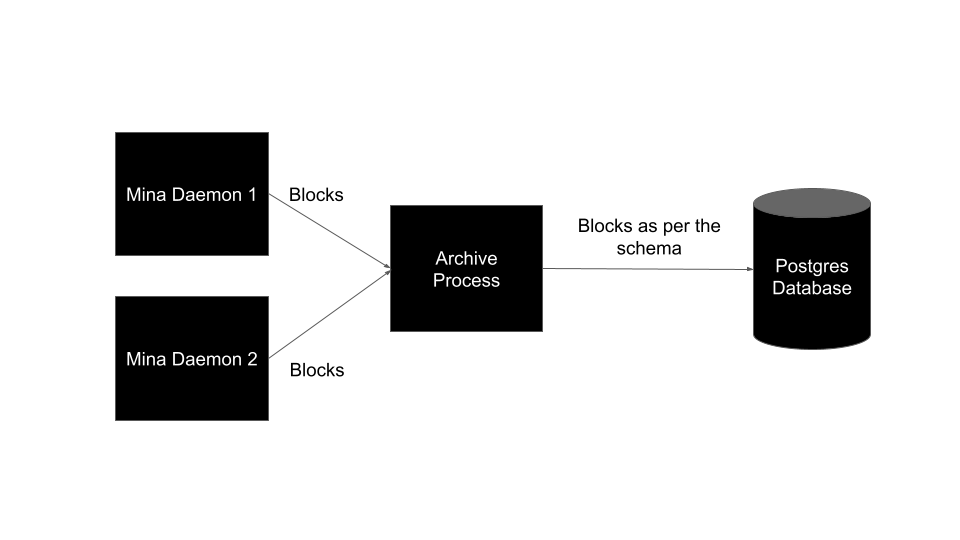 Mina Daemon 1
Blocks
Mina Daemon 2
Blocks
Archive
Process
Blocks as per the
schema
Postgres
Database